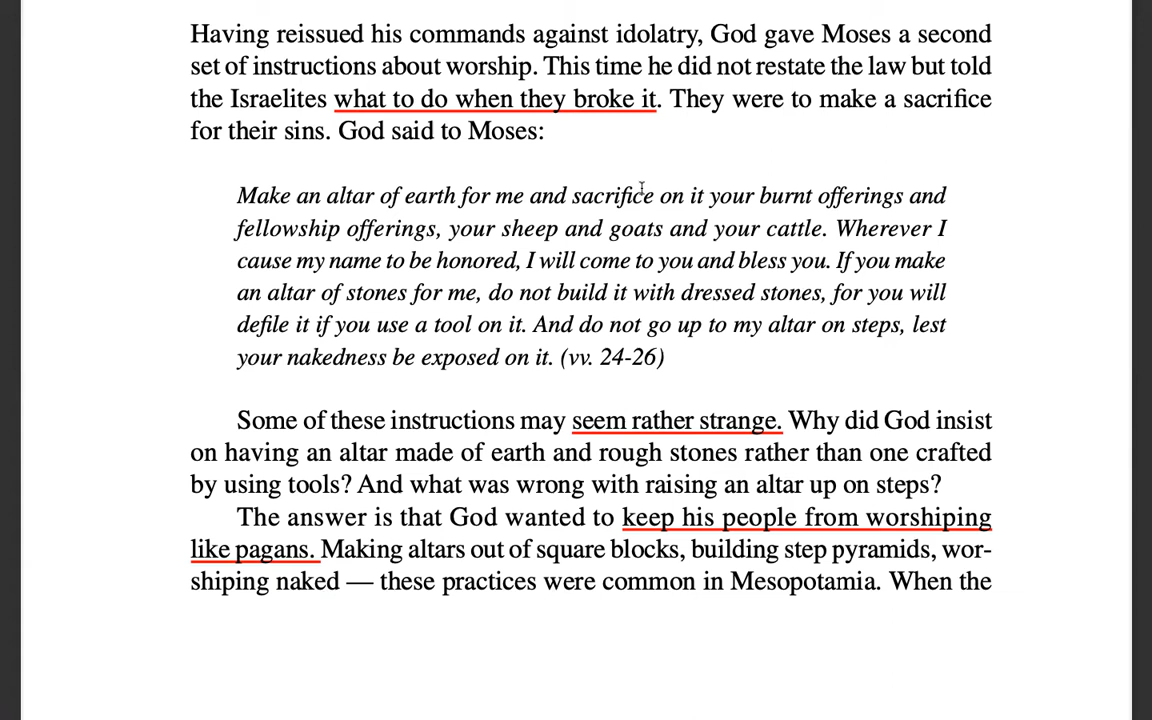 Having reissued his commands against idolatry, God gave Moses a second
set of instructions about worship. This time he did not restate the law but told
the Israelites what to do when they broke it. They were to make a sacrifice
for their sins. God said to Moses:
Make an altar of earth for me and sacrifice on it your burnt offerings and
fellowship offerings, your sheep and goats and your cattle. Wherever I
cause my name to be honored, I will come to you and bless you. If you make
an altar of stones for me, do not build it with dressed stones, for you will
defile it if you use a tool on it. And do not go up to my altar on steps, lest
your nakedness be exposed on it. (vv. 24-26)
Some of these instructions may seem rather strange. Why did God insist
on having an altar made of earth and rough stones rather than one crafted
by using tools? And what was wrong with raising an altar up on steps?
The answer is that God wanted to keep his people from worshiping
like pagans. Making altars out of square blocks, building step pyramids, wor-
shiping naked — these practices were common in Mesopotamia. When the